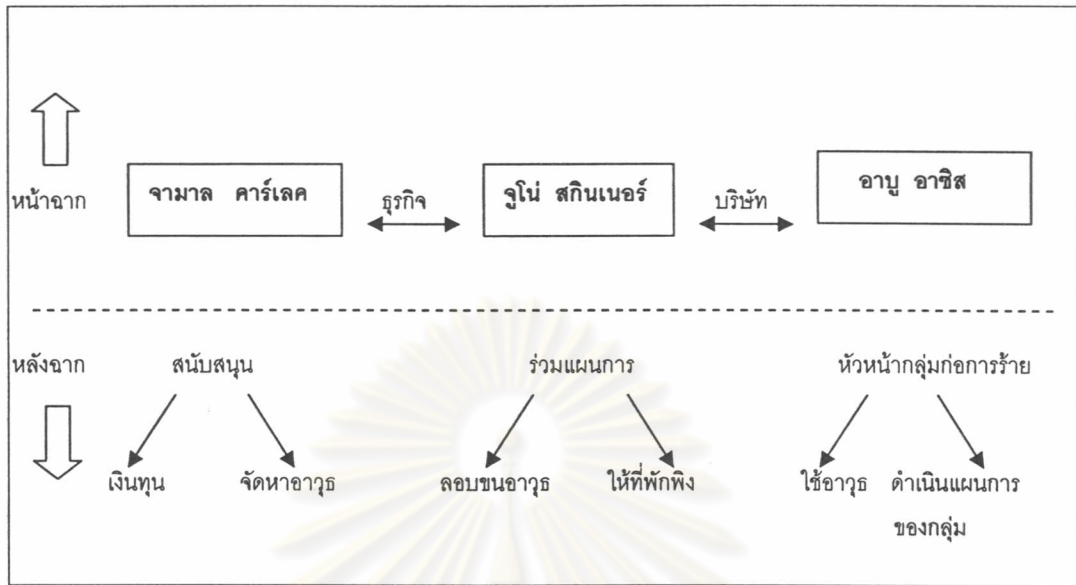 หน้าฉาก
จามาล คาร์เลค
ธุรกิจ
จูโน่ สกินเนอร์
บริษัท
อาบู อาซิส
หลังฉาก
สนับสนุน
ร่วมแผนการ
หัวหน้ากลุ่มก่อการร้าย
เงินทุน
จัดหาอาวุธ
ลอบขนอาวุธ
ให้ที่พักพิง
ใช้อาวุธ
ดำเนินแผนการ
ของกลุ่ม